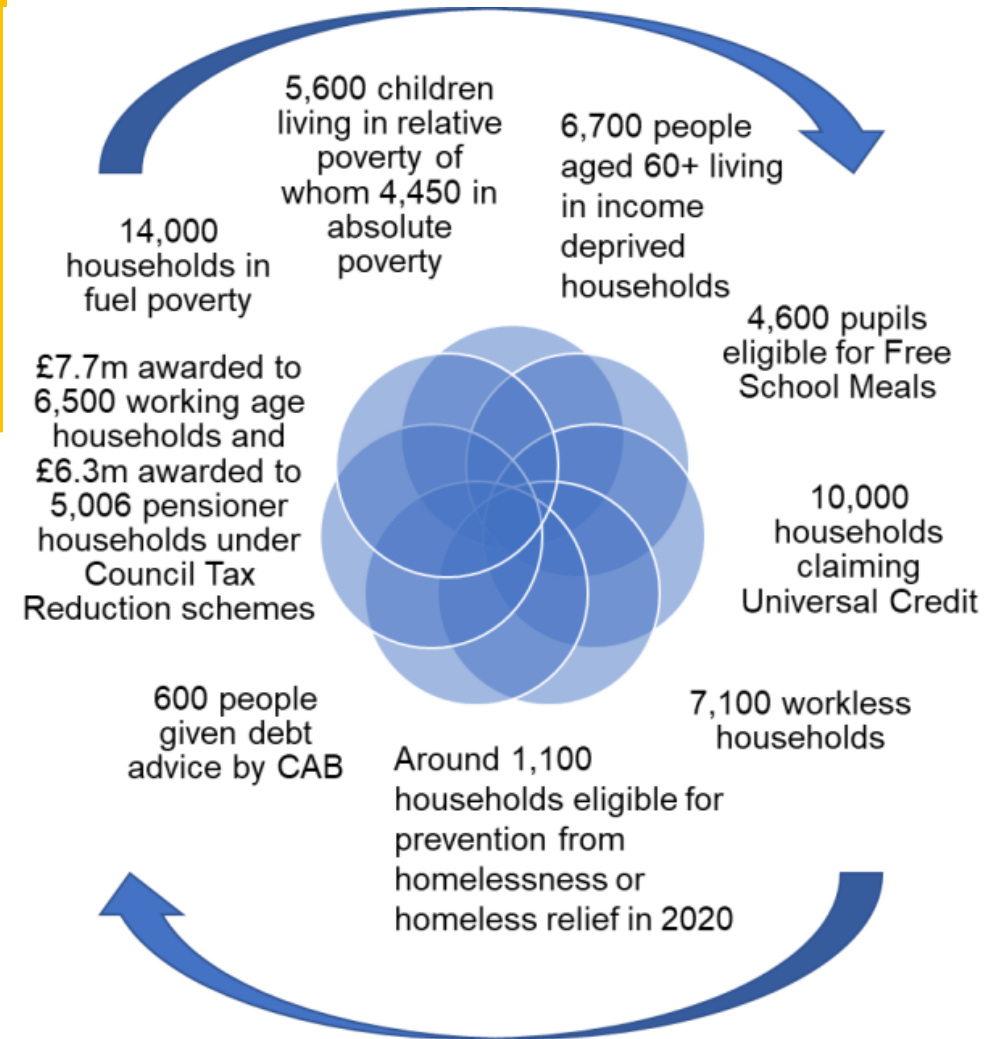 5,600 children
living in relative
poverty of
whom 4,450 in
absolute
poverty
6,700 people
aged 60+ living
in income
deprived
households
4,600 pupils
eligible for Free
School Meals
10,000
households
claiming
Universal Credit
7,100 workless
households
Around 1,100
households eligible for
prevention from
homelessness or
homeless relief in 2020
600 people
given debt
advice by CAB
£7.7m awarded to
6,500 working age
households and
£6.3m awarded to
5,006 pensioner
households under
Council Tax
Reduction schemes
14,000
households in
fuel poverty